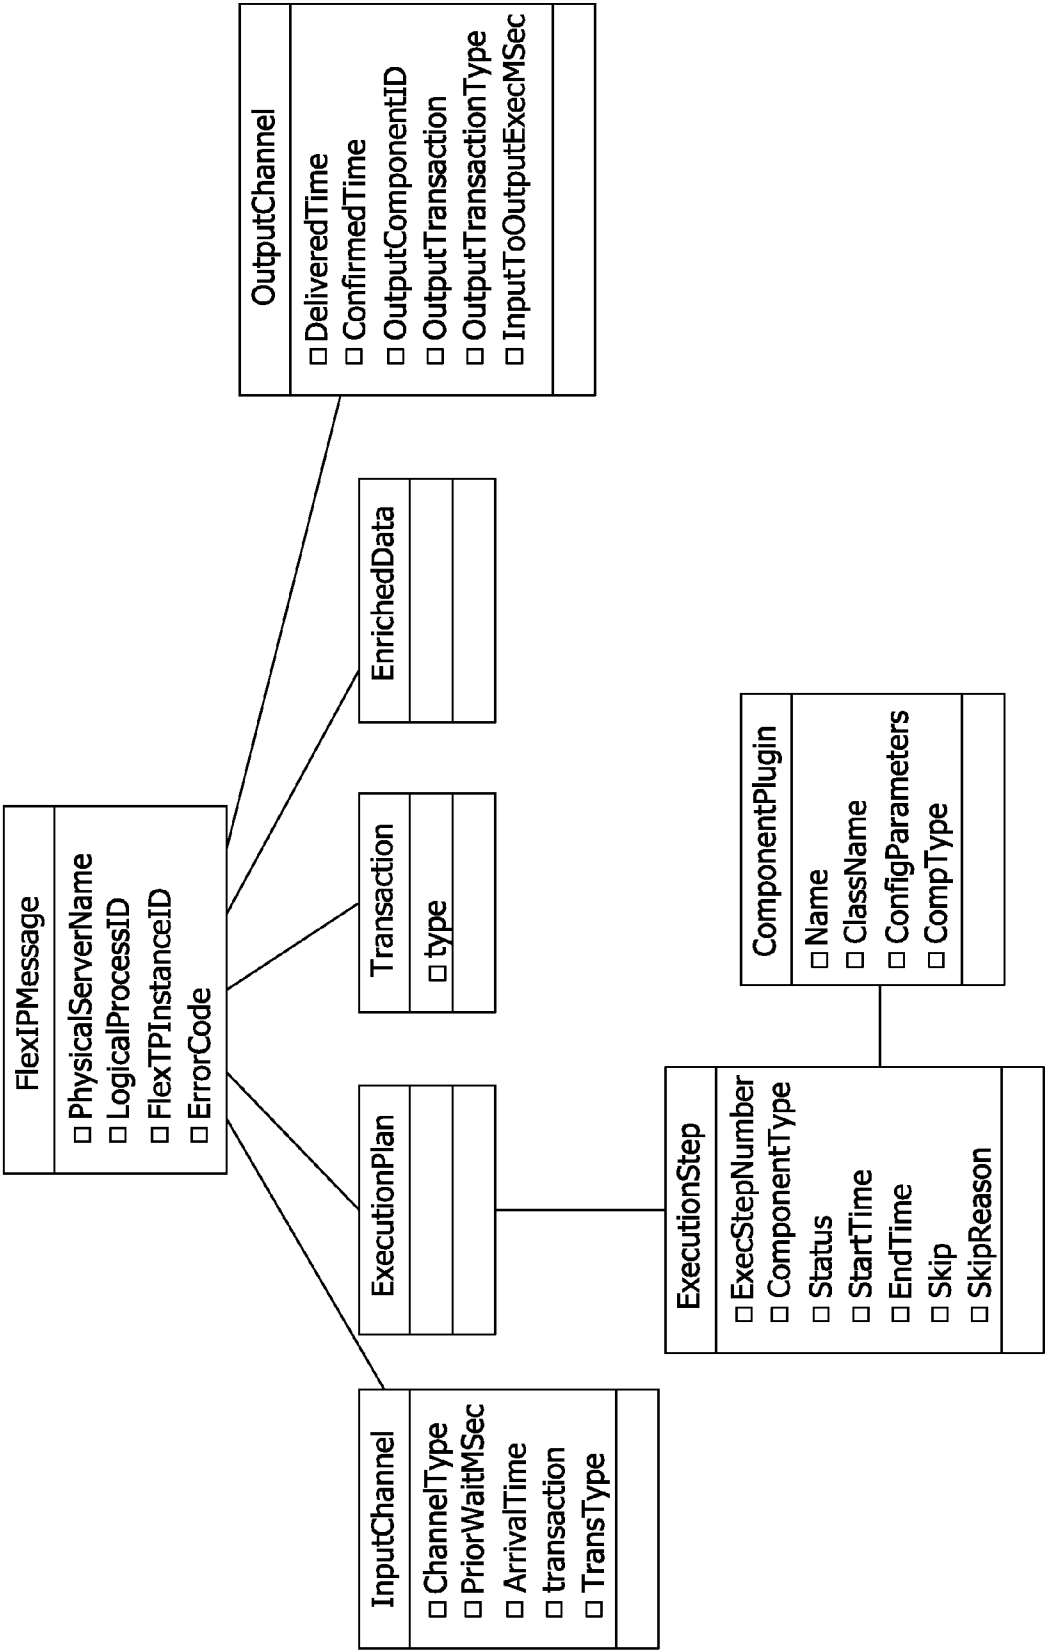 FlexIPMessage
PhysicalServerName
LogicalProcessID
FlexTPInstanceID
ErrorCode
InputChannel
ChannelType
PriorWaitMSec
ArrivalTime
transaction
TransType
ExecutionPlan
Transaction
type
EnrichedData
OutputChannel
DeliveredTime
ConfirmedTime
OutputComponentID
OutputTransaction
OutputTransactionType
InputToOutputExecMSec
ExecutionStep
ExecStepNumber
ComponentType
Status
StartTime
EndTime
Skip
SkipReason
ComponentPlugin
Name
ClassName
ConfigParameters
CompType